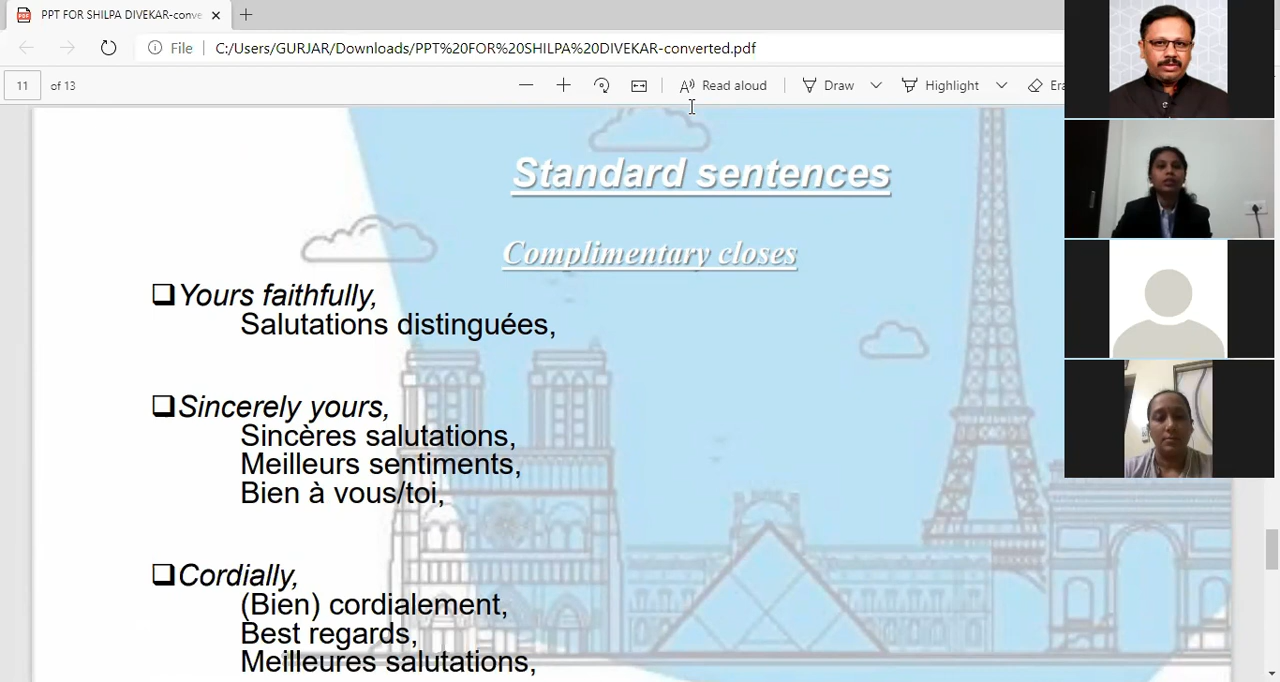 PPT FOR SHILPA DIVEKAR-conve
File C:/Users/GURJAR/Downloads/PPT%20FOR%20SHILPA%20DIVEKAR-converted.pdf
11 of 13 Read aloud Draw Highlight Era
Standard sentences
Complimentary closes
❑Yours faithfully,
Salutations distinguées,
❑Sincerely yours,
Sincères salutations,
Meilleurs sentiments,
Bien à vous/toi,
❑Cordially,
(Bien) cordialement,
Best regards,
Meilleures salutations,